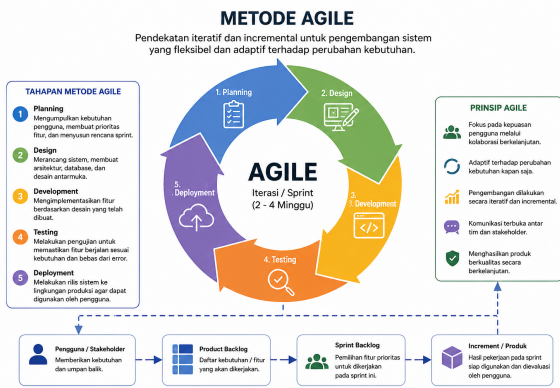 METODE AGILE
Pendekatan iteratif dan incremental untuk pengembangan sistem
yang fleksibel dan adaptif terhadap perubahan kebutuhan.
TAHAPAN METODE AGILE
1
Planning
Mengumpulkan kebutuhan
pengguna, membuat prioritas
fitur, dan menyusun rencana sprint.
2
Design
Merancang sistem, membuat
arsitektur, database, dan
desain antarmuka.
3
Development
Mengimplementasikan fitur
berdasarkan desain yang telah
dibuat.
4
Testing
Melakukan pengujian untuk
memastikan fitur berjalan sesuai
kebutuhan dan bebas dari error.
5
Deployment
Melakukan rilis sistem ke
lingkungan produksi agar dapat
digunakan oleh pengguna.
1. Planning
2. Design
3.
Development
4. Testing
5.
Deployment
AGILE
Iterasi / Sprint
(2 - 4 Minggu)
PRINSIP AGILE
Fokus pada kepuasan
pengguna melalui
kolaborasi berkelanjutan.
Adaptif terhadap perubahan
kebutuhan kapan saja.
Pengembangan dilakukan
secara iteratif dan incremental.
Komunikasi terbuka antar
tim dan stakeholder.
Menghasilkan produk
berkualitas secara
berkelanjutan.
Pengguna / Stakeholder
Memberikan kebutuhan
dan umpan balik.
Product Backlog
Daftar kebutuhan / fitur
yang akan dikerjakan.
Sprint Backlog
Pemilihan fitur prioritas
untuk dikerjakan
pada sprint ini.
Increment / Produk
Hasil pekerjaan pada sprint
siap digunakan dan dievaluasi
oleh pengguna.